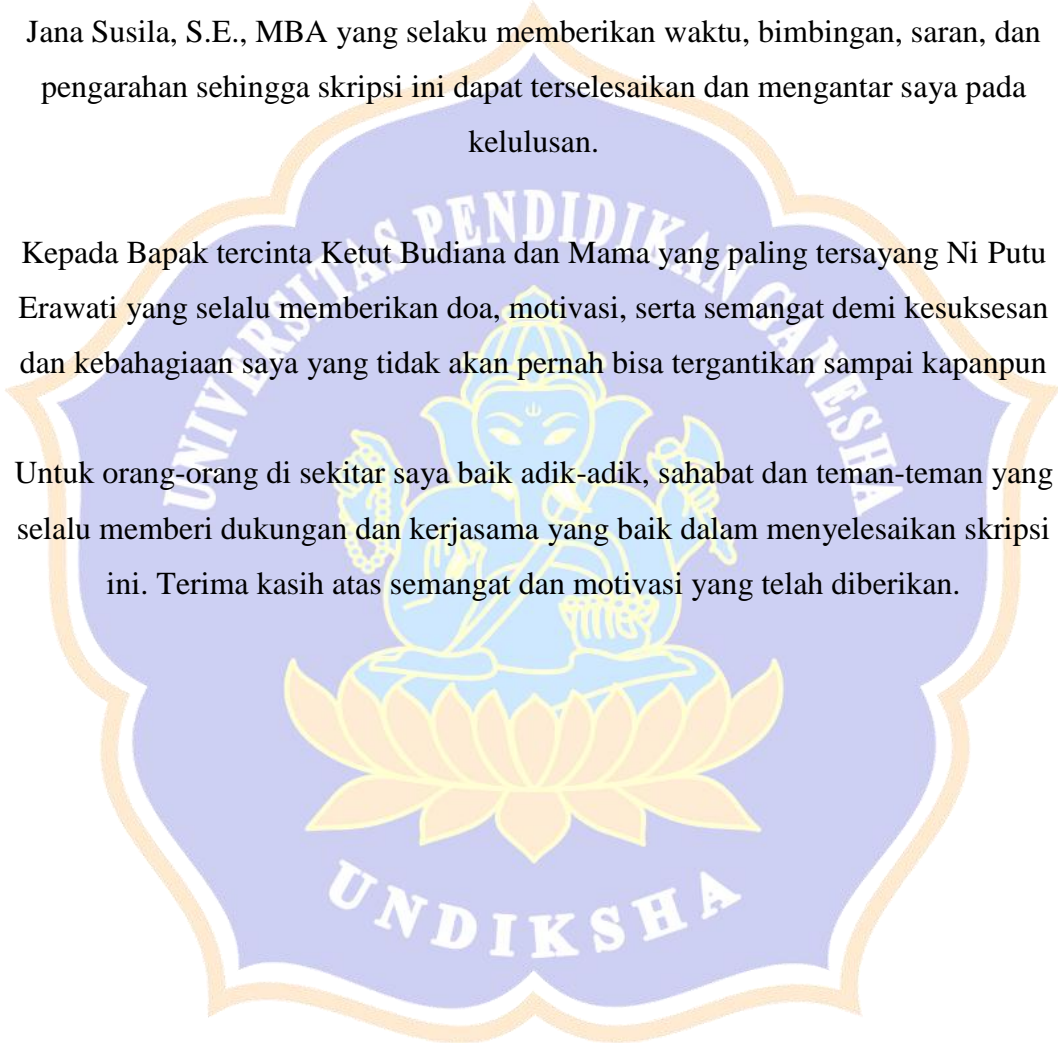 Jana Susila, S.E., MBA yang selaku memberikan waktu, bimbingan, saran, dan
pengarahan sehingga skripsi ini dapat terselesaikan dan mengantar saya pada
kelulusan.
UNIVERSITAS PENDIDIKAN GANESHA
Kepada Bapak tercinta Ketut Budiana dan Mama yang paling tersayang Ni Putu
Erawati yang selalu memberikan doa, motivasi, serta semangat demi kesuksesan
dan kebahagiaan saya yang tidak akan pernah bisa tergantikan sampai kapanpun
Untuk orang-orang di sekitar saya baik adik-adik, sahabat dan teman-teman yang
selalu memberi dukungan dan kerjasama yang baik dalam menyelesaikan skripsi
ini. Terima kasih atas semangat dan motivasi yang telah diberikan.
UNDIKSHA